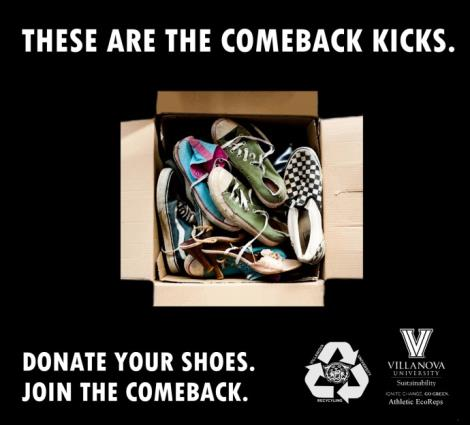 THESE ARE THE COMEBACK KICKS.
DONATE YOUR SHOES.
JOIN THE COMEBACK.
RECYCLING
VILLANOVA
UNIVERSITY
Sustainability
IGNITE CHANGE. GO GREEN.
Athletic EcoReps